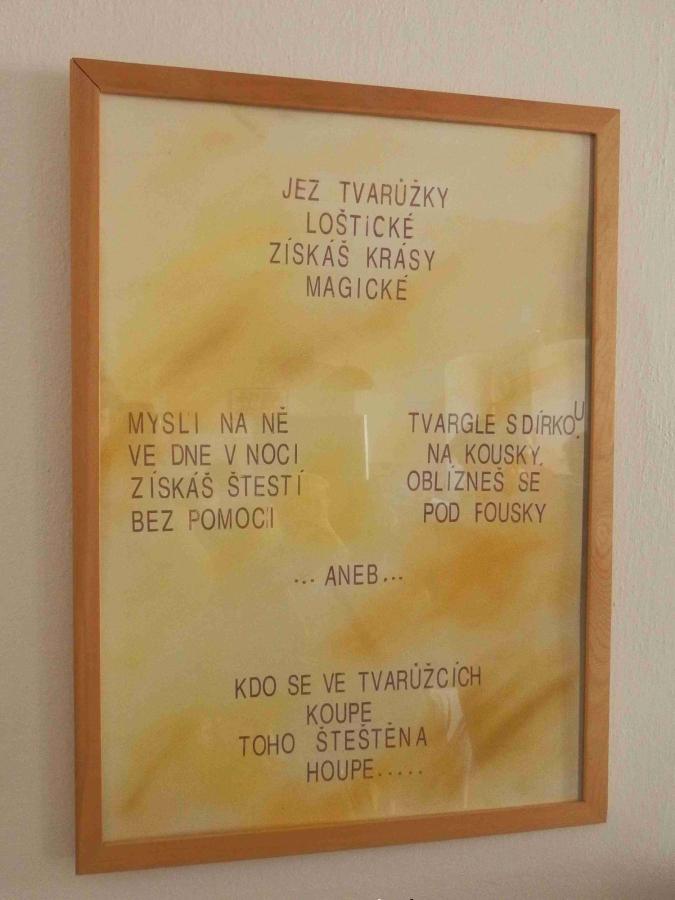 JEZ TVARŮŽKY
LOŠTiCKÉ
ZÍSKÁŠ KRÁSY
MAGICKÉ
MYSLI NA NĚ
VE DNE V NOCI
ZÍSKÁŠ ŠTESTÍ
BEZ POMOCI
TVARGLE S DÍRKOU.
NA KOUSKY.
OBLÍZNEŠ SE
POD FOUSKY
... ANEB...
KDO SE VE TVARŮŽCÍCH
KOUPE
TOHO ŠTEŠTĚNA
HOUPE.....